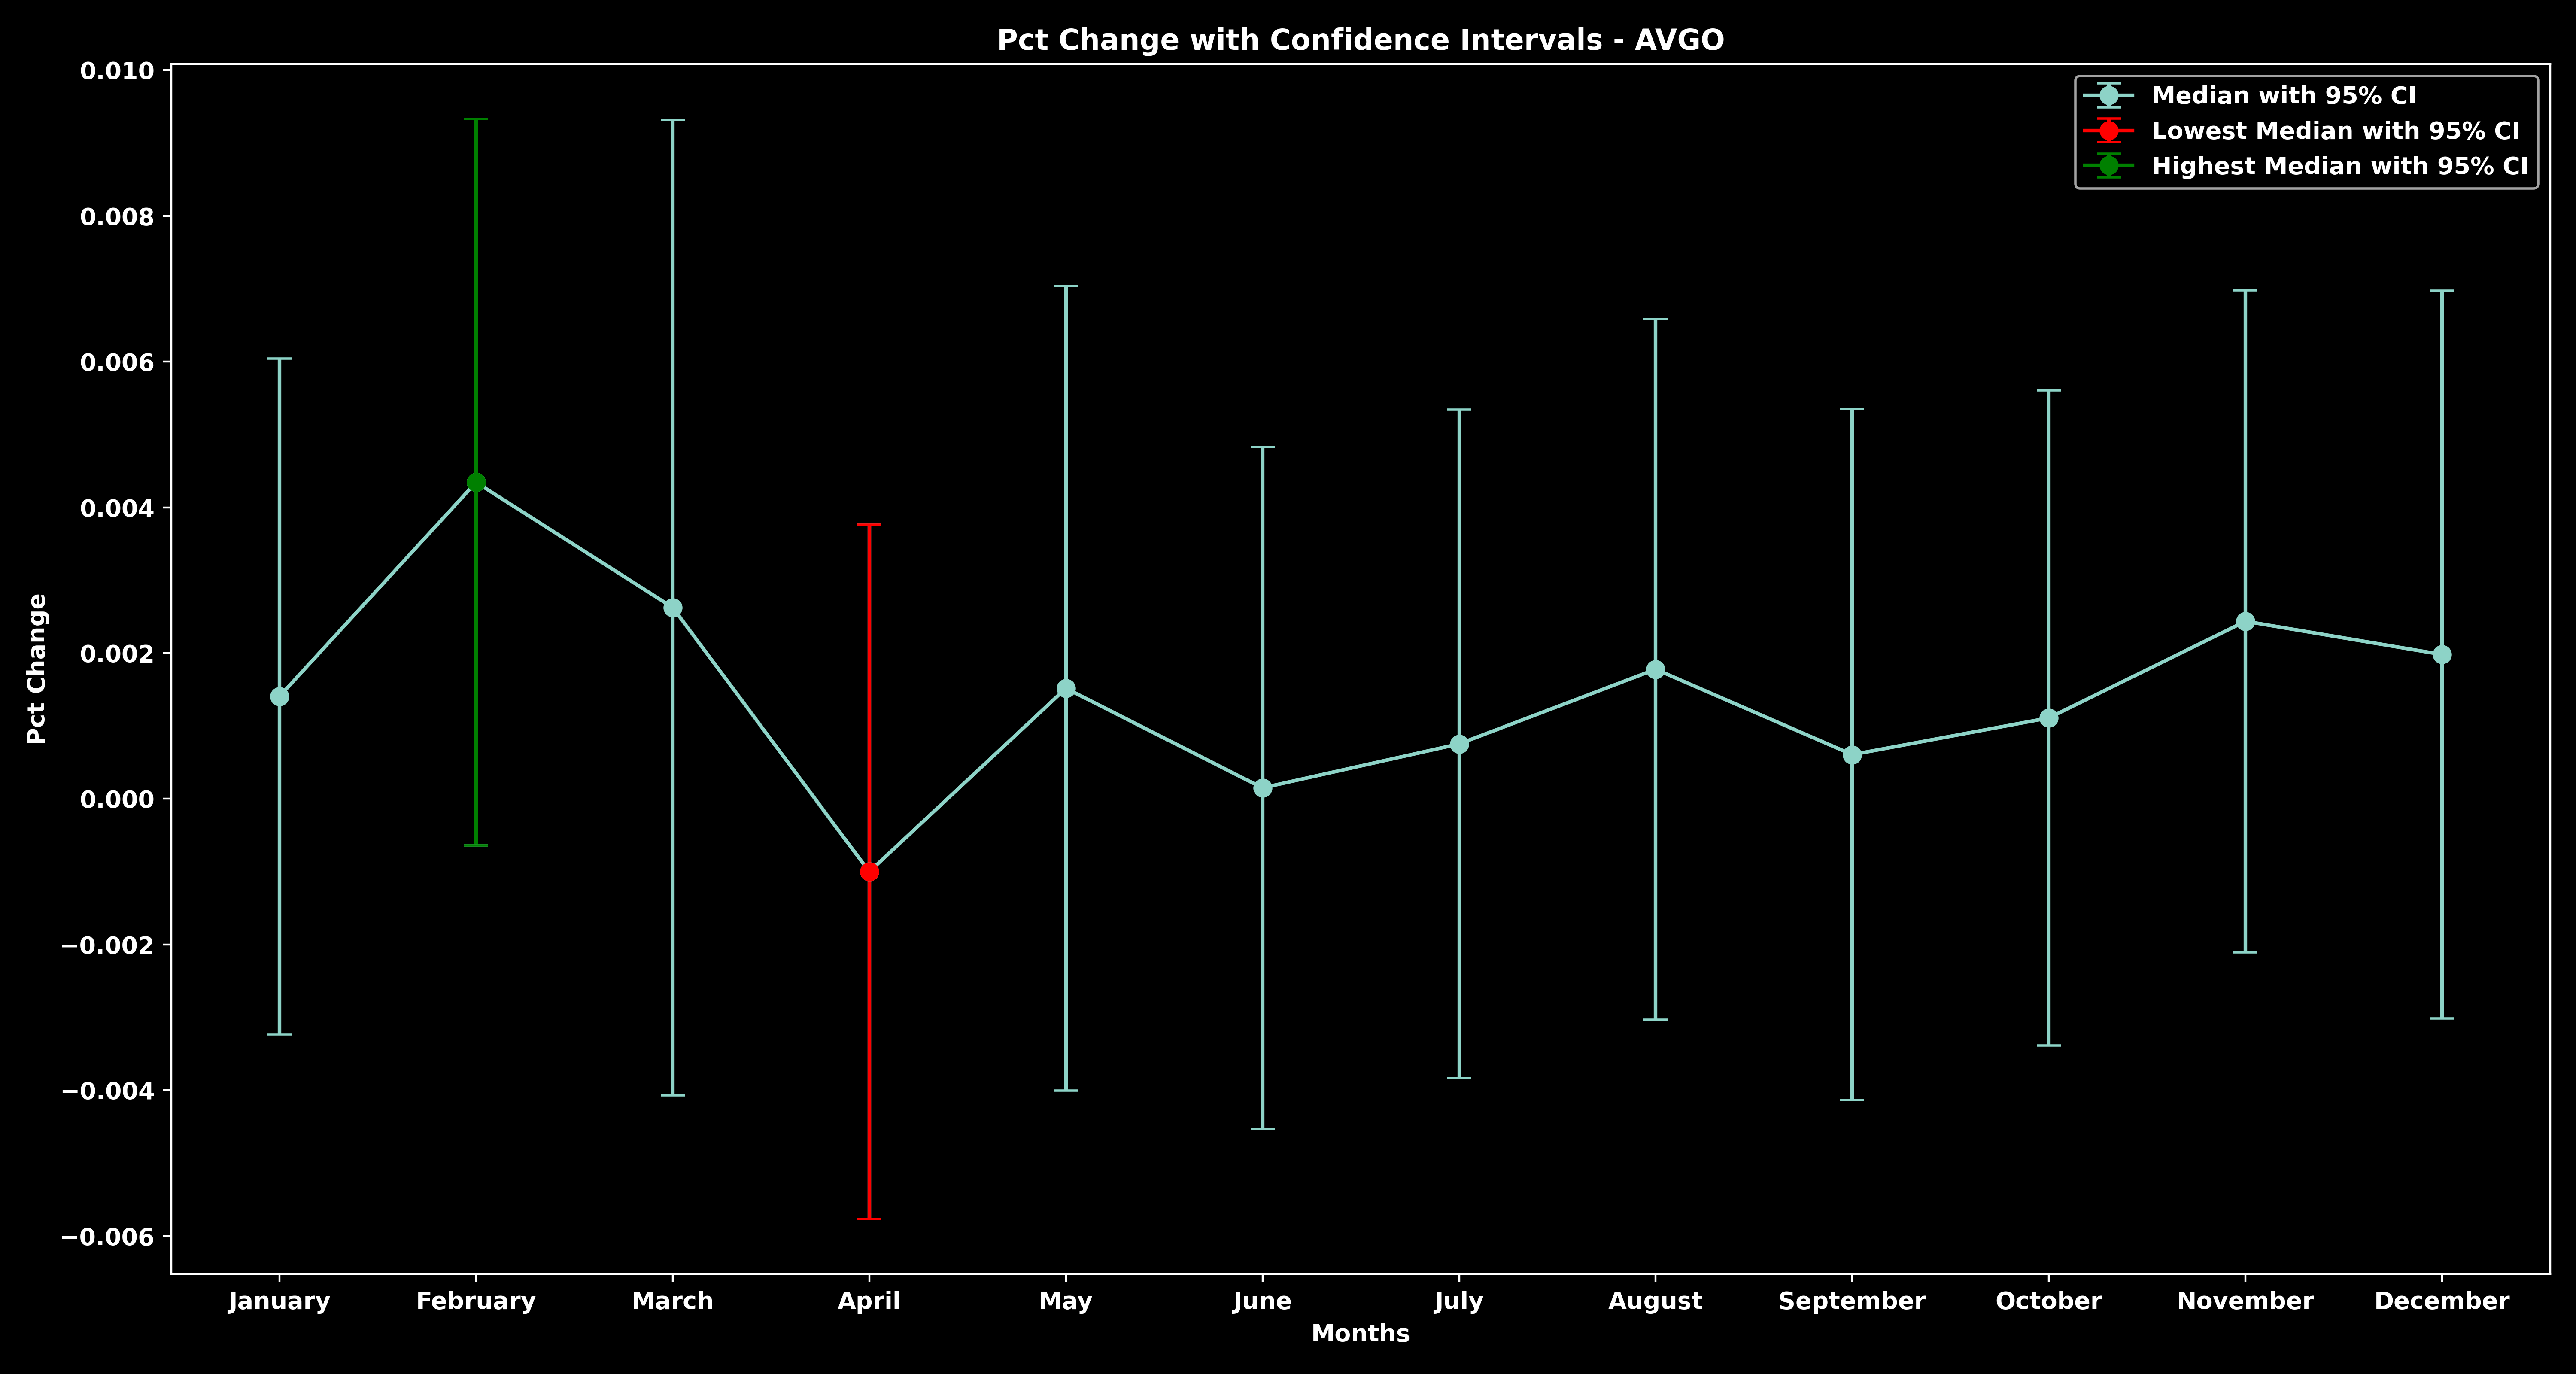 Pct Change with Confidence Intervals - AVGO
Median with 95% CI
Lowest Median with 95% CI
Highest Median with 95% CI
Pct Change
0.010
0.008
0.006
0.004
0.002
0.000
−0.002
−0.004
−0.006
January February March April May June July August September October November December
Months